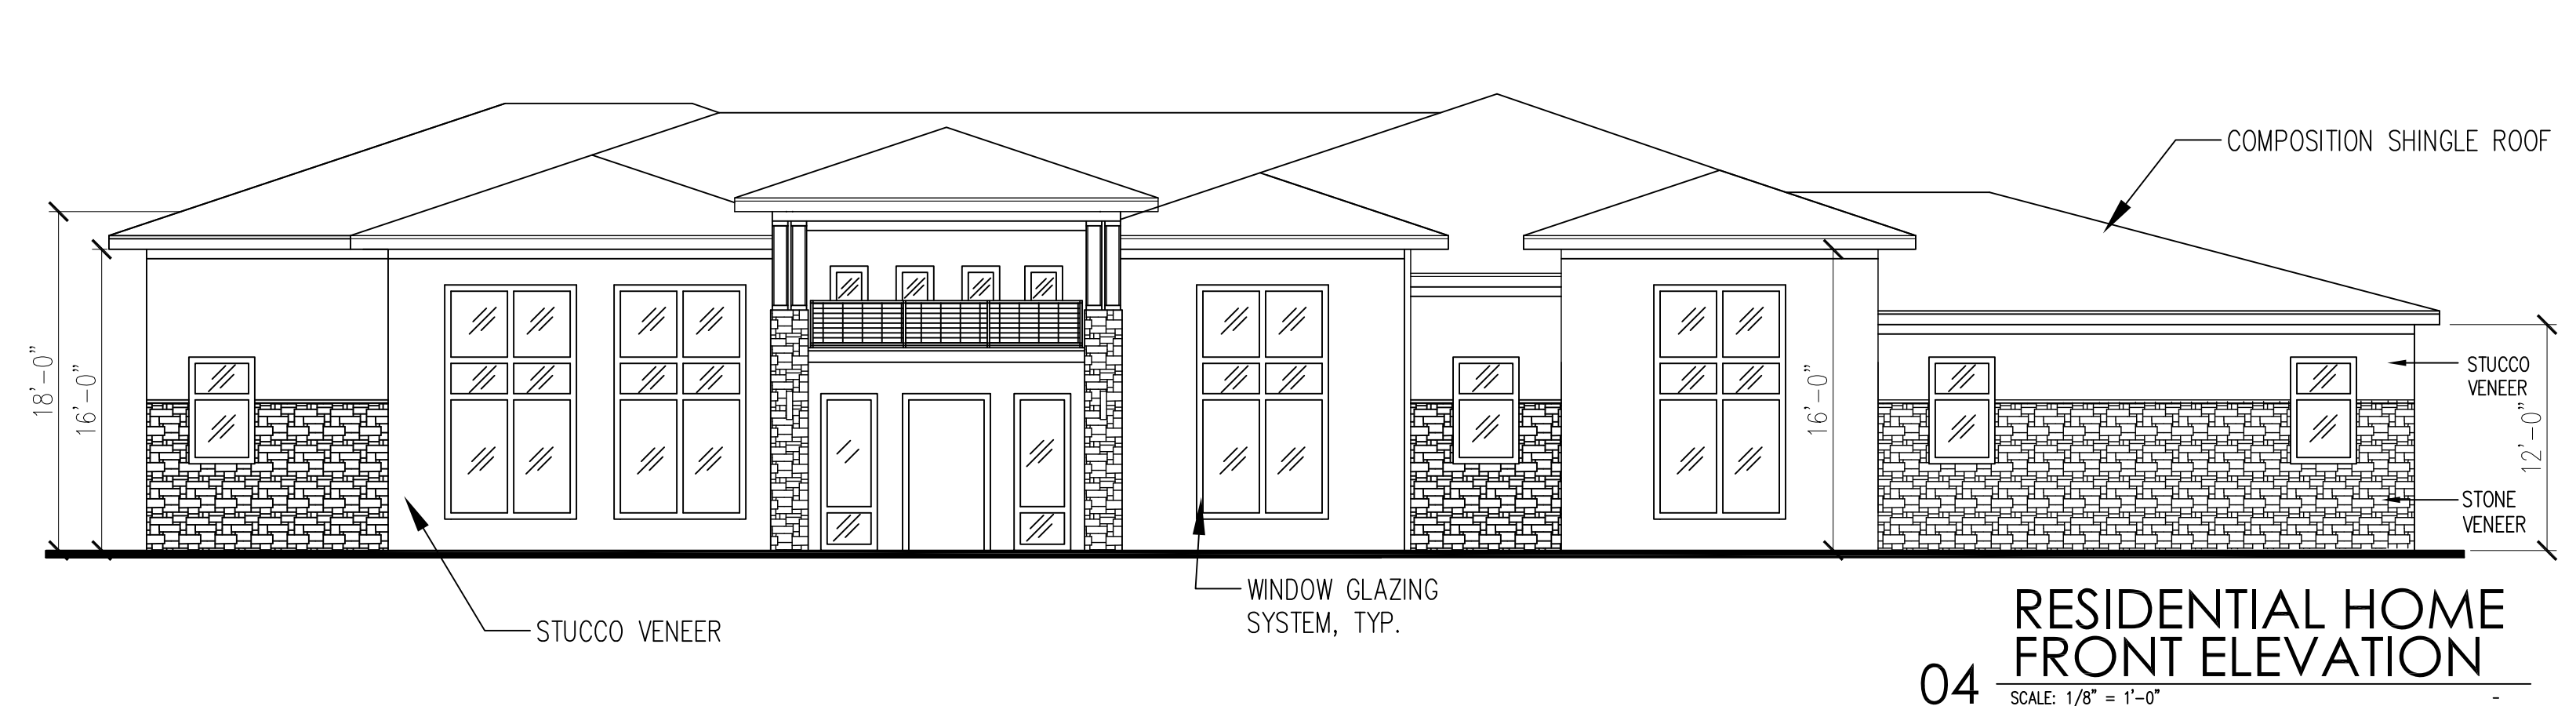 COMPOSITION SHINGLE ROOF
18'-0"
16'-0"
16'-0"
STUCCO
VENEER
12'-0"
STONE
VENEER
WINDOW GLAZING
SYSTEM, TYP.
STUCCO VENEER
RESIDENTIAL HOME
FRONT ELEVATION
04
SCALE: 1/8" = 1'-0"
-